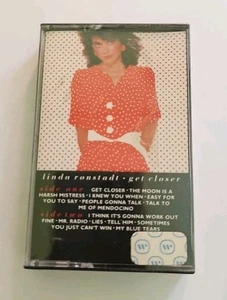 linda ronstadt · get closer
side one GET CLOSER · THE MOON IS A
HARSH MISTRESS · I KNEW YOU WHEN · EASY FOR
YOU TO SAY · PEOPLE GONNA TALK · TALK TO
ME OF MENDOCINO
side two I THINK IT'S GONNA WORK OUT
FINE · MR. RADIO · LIES · TELL HIM · SOMETIMES
YOU JUST CAN'T WIN · MY BLUE TEARS